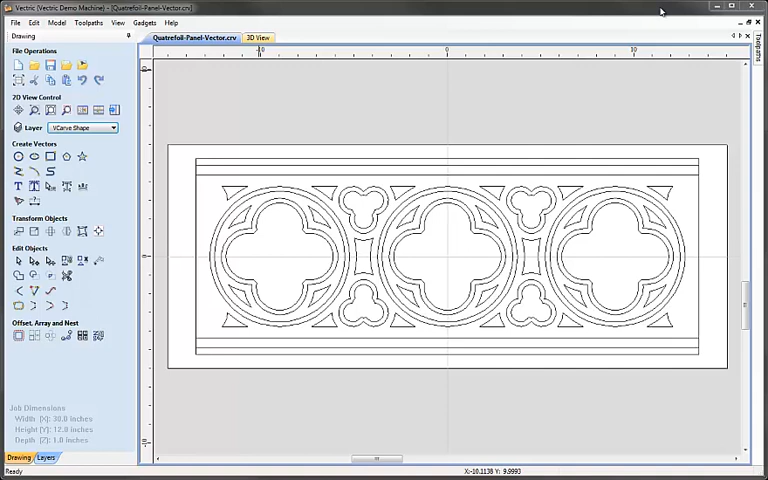 Vectric (Vectric Demo Machine) - [Quatrefoil-Panel-Vector.crv]
File Edit Model Toolpaths View Gadgets Help
Drawing
Quatrefoil-Panel-Vector.crv 3D View
Toolpaths
File Operations
2D View Control
Layer VCarve Shape
Create Vectors
Transform Objects
Edit Objects
Offset, Array and Nest
Job Dimensions
Width (X): 30.0 inches
Height (Y): 12.0 inches
Depth (Z): 1.0 inches
Drawing Layers
Ready X:-10.1138 Y: 9.9993